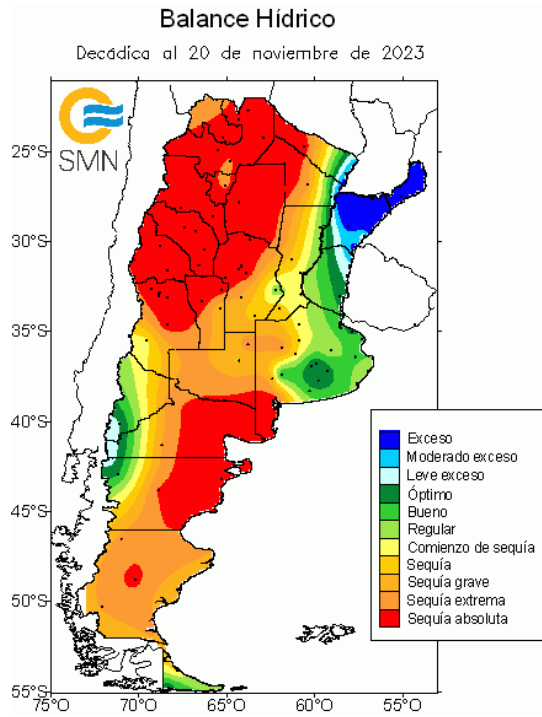 Balance Hídrico
Decádica al 20 de noviembre de 2023
SMN
25°S
30°S
35°S
40°S
45°S
50°S
55°S
75°O
70°O
65°O
60°O
55°O
Exceso
Moderado exceso
Leve exceso
Óptimo
Bueno
Regular
Comienzo de sequía
Sequía
Sequía grave
Sequía extrema
Sequía absoluta